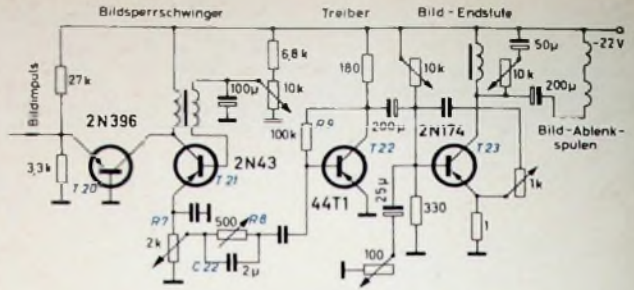 Bildsperrschwinger
Treiber
Bild - Endstufe
-22V
50µ
6,8k
10k
100µ
180
10k
10k
200µ
27k
Bildimpuls
3,3k
2N396
T20
2N43
T21
R9
100k
T22
44T1
200µ
2N174
T23
Bild-Ablenk-
spulen
1k
25µ
330
1
100
R7
2k
500
R8
C22
2µ